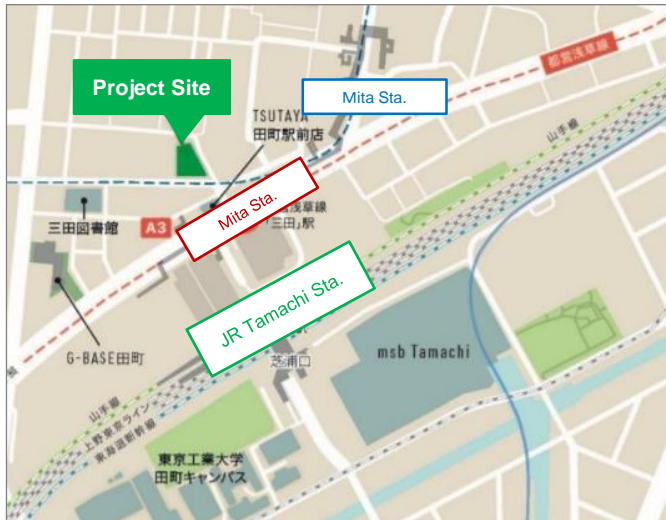 都営浅草線
Project Site
Mita Sta.
TSUTAYA
田町駅前店
山手線
三田図書館
A3
Mita Sta.
営浅草線
「三田」駅
JR Tamachi Sta.
G-BASE田町
芝浦口
msb Tamachi
山手線
上野東京ライン
東海道新幹線
東京工業大学
田町キャンパス